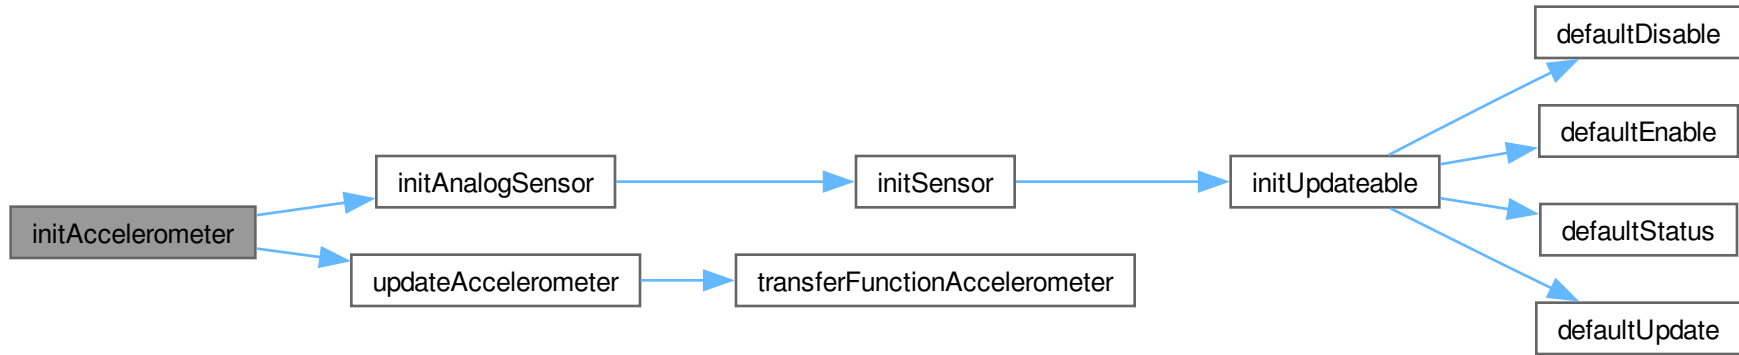 initAccelerometer
initAnalogSensor
updateAccelerometer
initSensor
transferFunctionAccelerometer
initUpdateable
defaultDisable
defaultEnable
defaultStatus
defaultUpdate